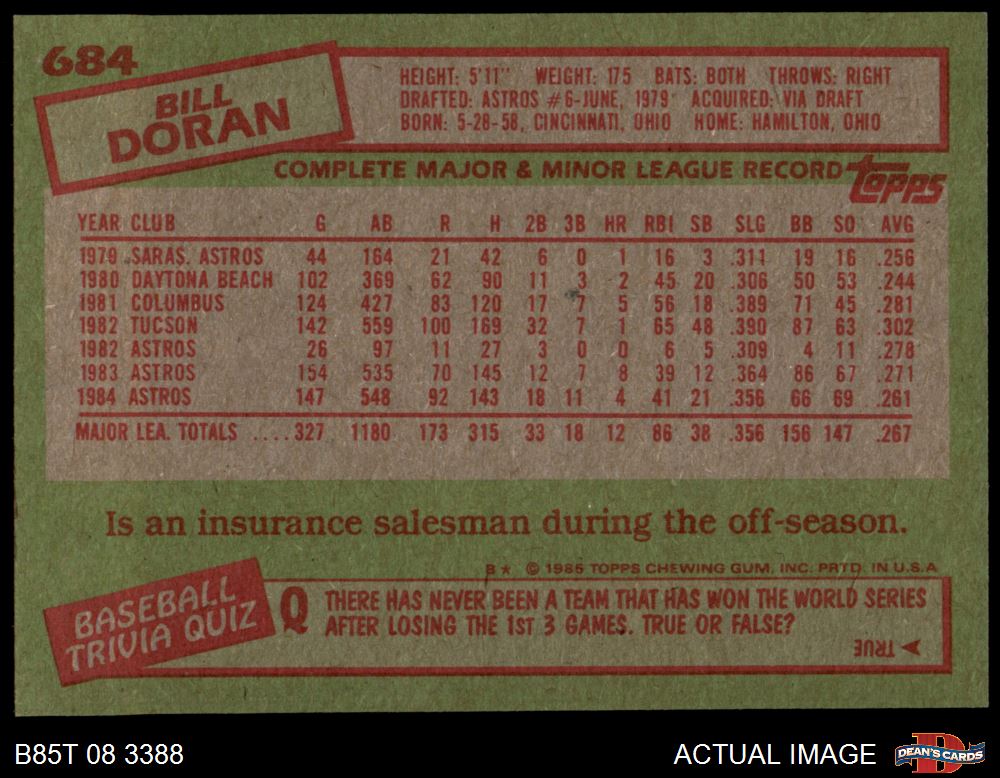 684
BILL
DORAN
HEIGHT: 5'11" WEIGHT: 175 BATS: BOTH THROWS: RIGHT
DRAFTED: ASTROS #6-JUNE, 1979 ACQUIRED: VIA DRAFT
BORN: 5-28-58, CINCINNATI, OHIO HOME: HAMILTON, OHIO
COMPLETE MAJOR & MINOR LEAGUE RECORD topps
YEAR CLUB G AB R H 2B 3B HR RBI SB SLG BB SO AVG
1979 SARAS. ASTROS 44 164 21 42 6 0 1 16 3 .311 19 16 .256
1980 DAYTONA BEACH 102 369 62 90 11 3 2 45 20 .306 50 53 .244
1981 COLUMBUS 124 427 83 120 17 7 5 56 18 .389 71 45 .281
1982 TUCSON 142 559 100 169 32 7 1 65 48 .390 87 63 .302
1982 ASTROS 26 97 11 27 3 0 0 6 5 .309 4 11 .278
1983 ASTROS 154 535 70 145 12 7 8 39 12 .364 86 67 .271
1984 ASTROS 147 548 92 143 18 11 4 41 21 .356 66 69 .261
MAJOR LEA. TOTALS ....327 1180 173 315 33 18 12 86 38 .356 156 147 .267
Is an insurance salesman during the off-season.
B* © 1985 TOPPS CHEWING GUM, INC. PRTD. IN U.S.A
BASEBALL
TRIVIA QUIZ
Q THERE HAS NEVER BEEN A TEAM THAT HAS WON THE WORLD SERIES
AFTER LOSING THE 1ST 3 GAMES. TRUE OR FALSE?
TRUE
B85T 08 3388 ACTUAL IMAGE DEAN'S CARDS